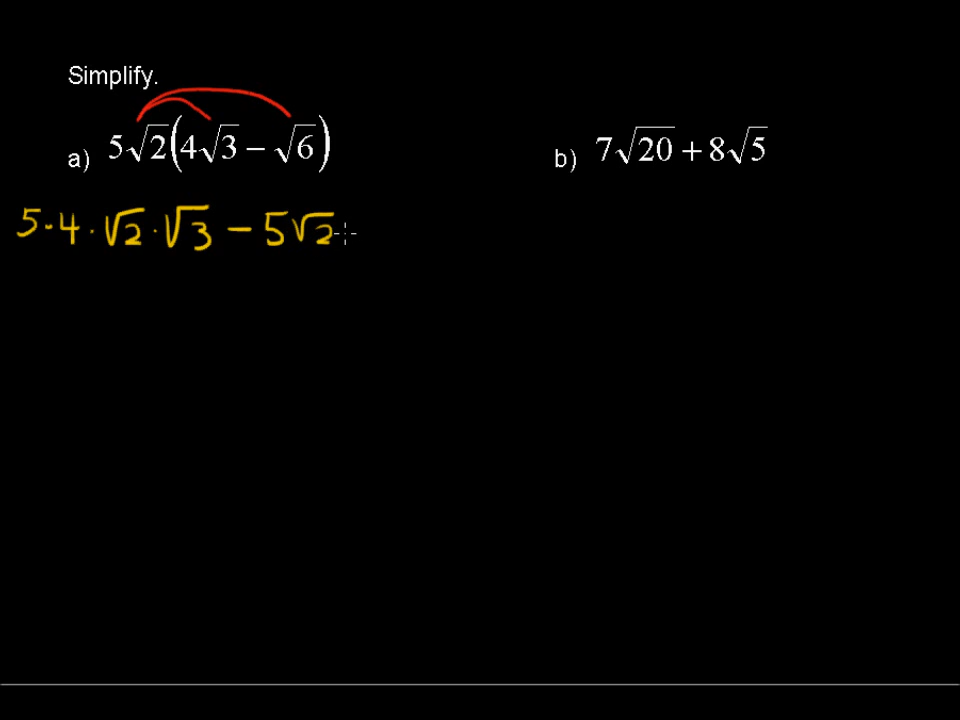 Simplify.
a) 5√2(4√3 − √6)
b) 7√20 + 8√5
5·4·√2·√3 − 5√2